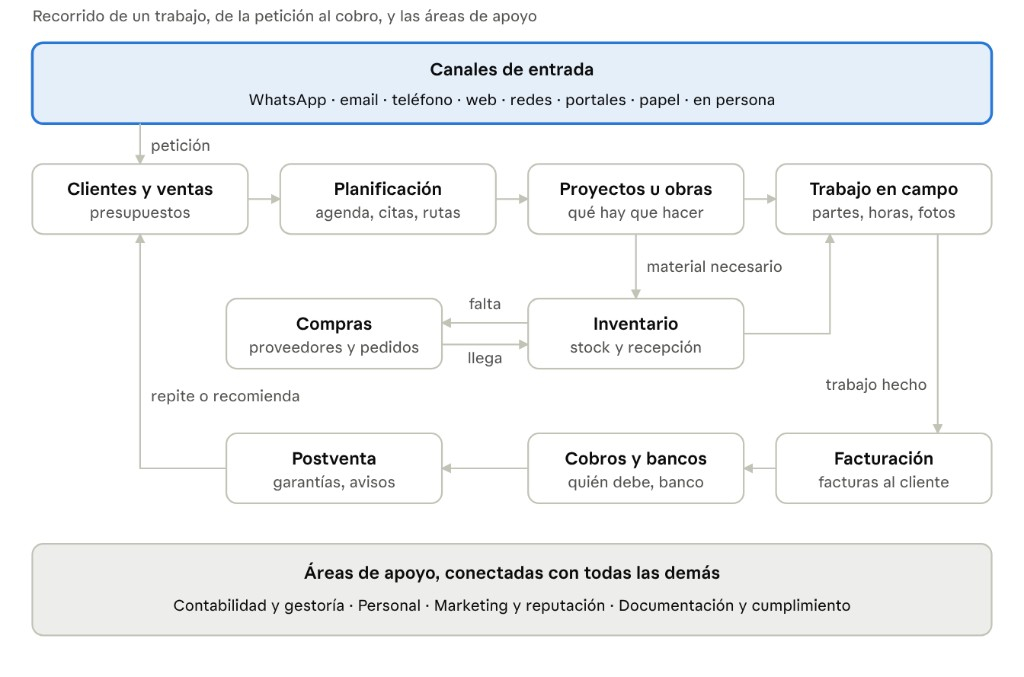 Recorrido de un trabajo, de la petición al cobro, y las áreas de apoyo
Canales de entrada
WhatsApp · email · teléfono · web · redes · portales · papel · en persona
petición
Clientes y ventas
presupuestos
Planificación
agenda, citas, rutas
Proyectos u obras
qué hay que hacer
Trabajo en campo
partes, horas, fotos
material necesario
falta
Compras
proveedores y pedidos
Inventario
stock y recepción
llega
trabajo hecho
repite o recomienda
Postventa
garantías, avisos
Cobros y bancos
quién debe, banco
Facturación
facturas al cliente
Áreas de apoyo, conectadas con todas las demás
Contabilidad y gestoría · Personal · Marketing y reputación · Documentación y cumplimiento